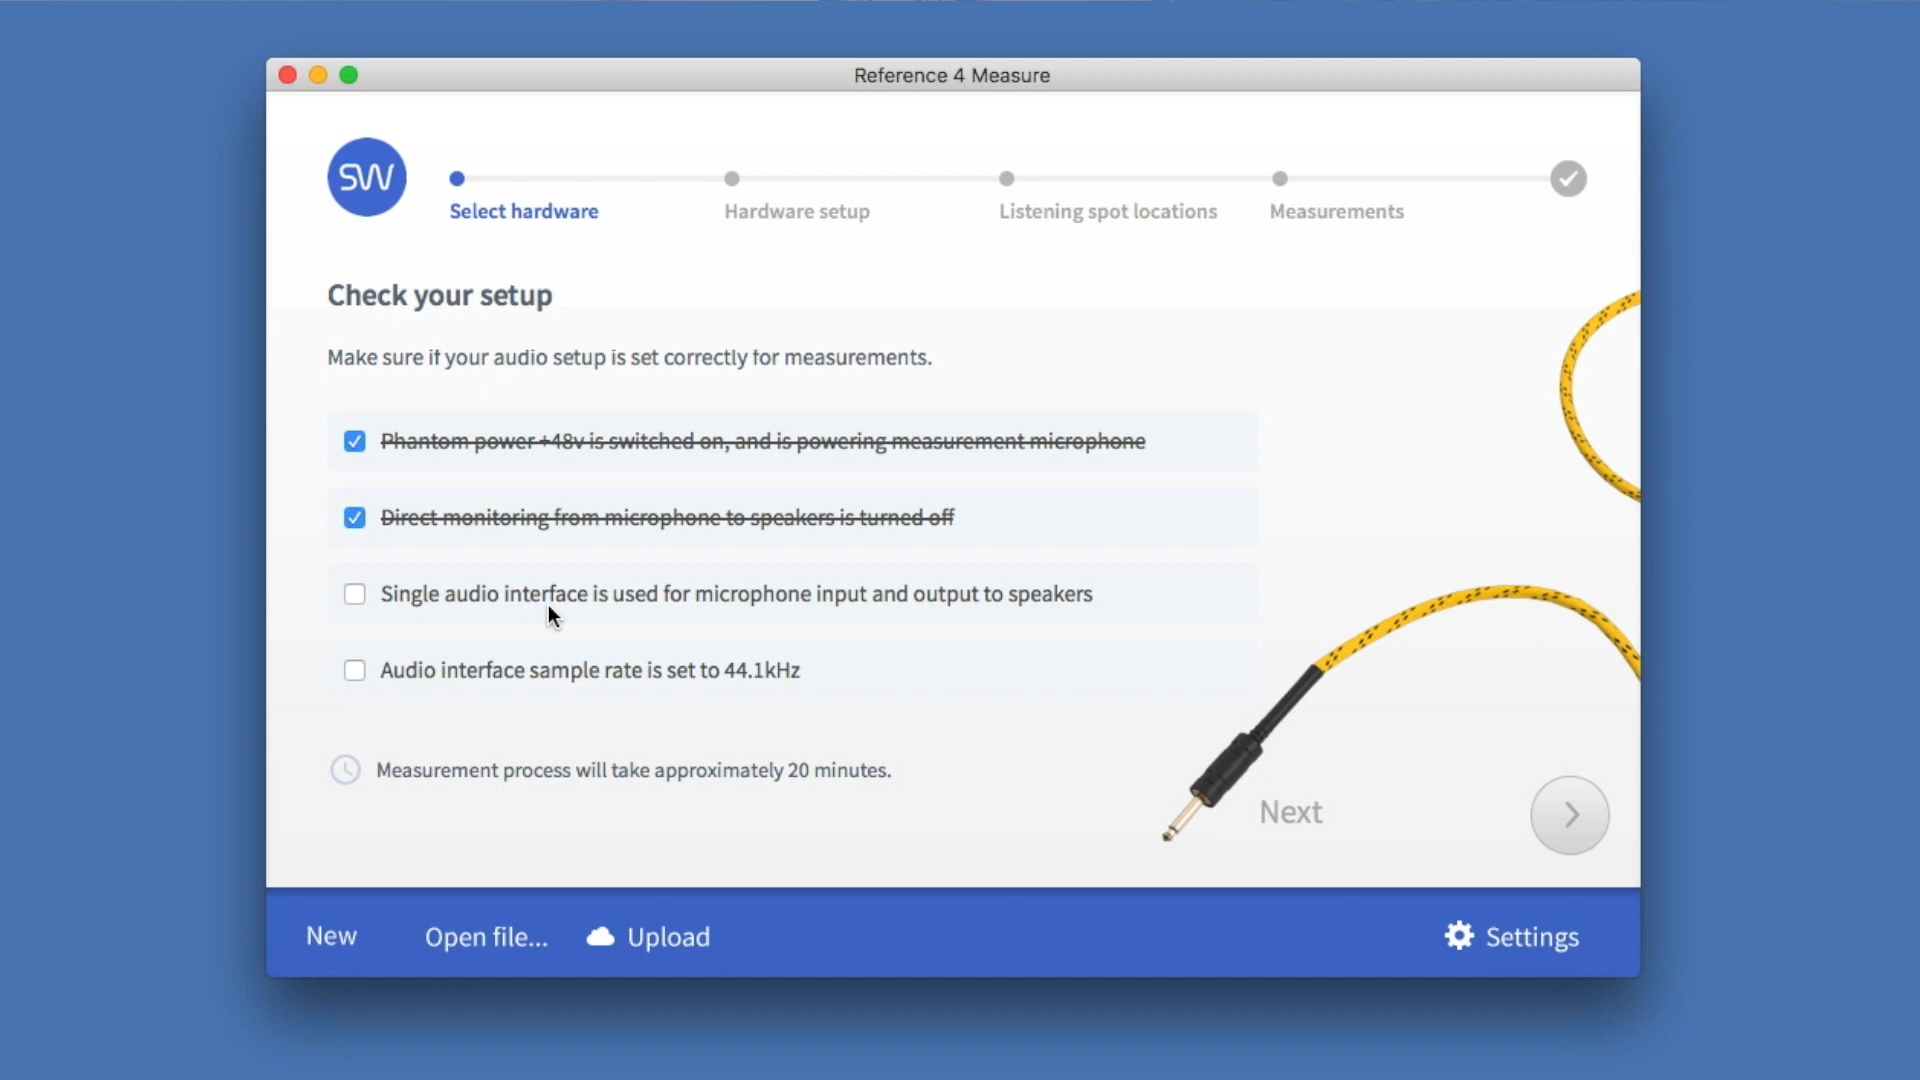 Reference 4 Measure
SW
Select hardware
Hardware setup
Listening spot locations
Measurements
Check your setup
Make sure if your audio setup is set correctly for measurements.
Phantom power +48v is switched on, and is powering measurement microphone
Direct monitoring from microphone to speakers is turned off
Single audio interface is used for microphone input and output to speakers
Audio interface sample rate is set to 44.1kHz
Measurement process will take approximately 20 minutes.
Next
New
Open file...
Upload
Settings